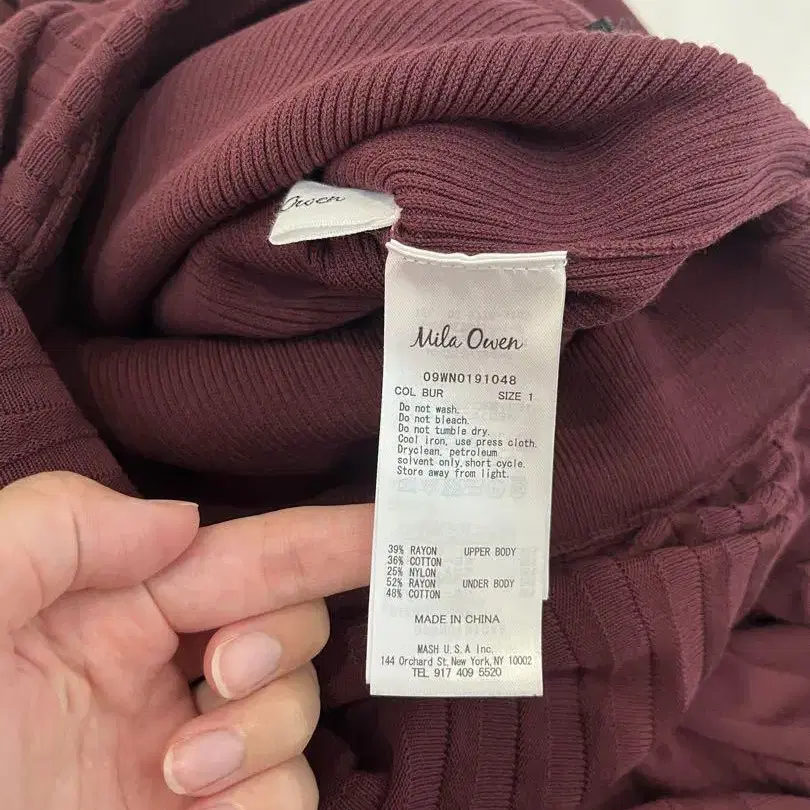 Owen
Mila Owen
09WNO191048
COL BUR SIZE 1
Do not wash.
Do not bleach.
Do not tumble dry.
Cool iron, use press cloth.
Dryclean, petroleum
solvent only,short cycle.
Store away from light.
39% RAYON UPPER BODY
36% COTTON
25% NYLON
52% RAYON UNDER BODY
48% COTTON
MADE IN CHINA
MASH U.S.A Inc.
144 Orchard St, New York, NY 10002
TEL 917 409 5520